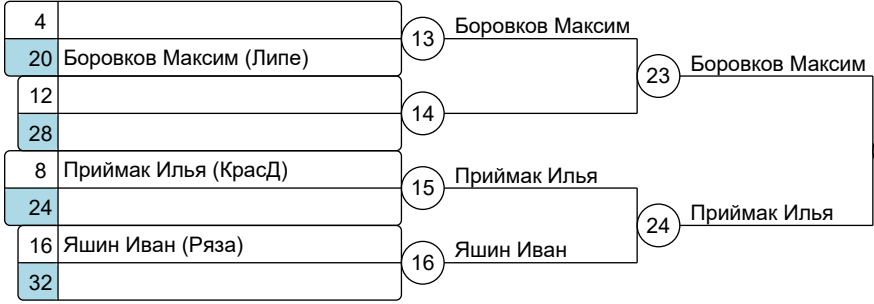 4
20 Боровков Максим (Липе)
13 Боровков Максим
23 Боровков Максим
12
28
14
8 Приймак Илья (КрасД)
24
15 Приймак Илья
24 Приймак Илья
16 Яшин Иван (Ряза)
32
16 Яшин Иван